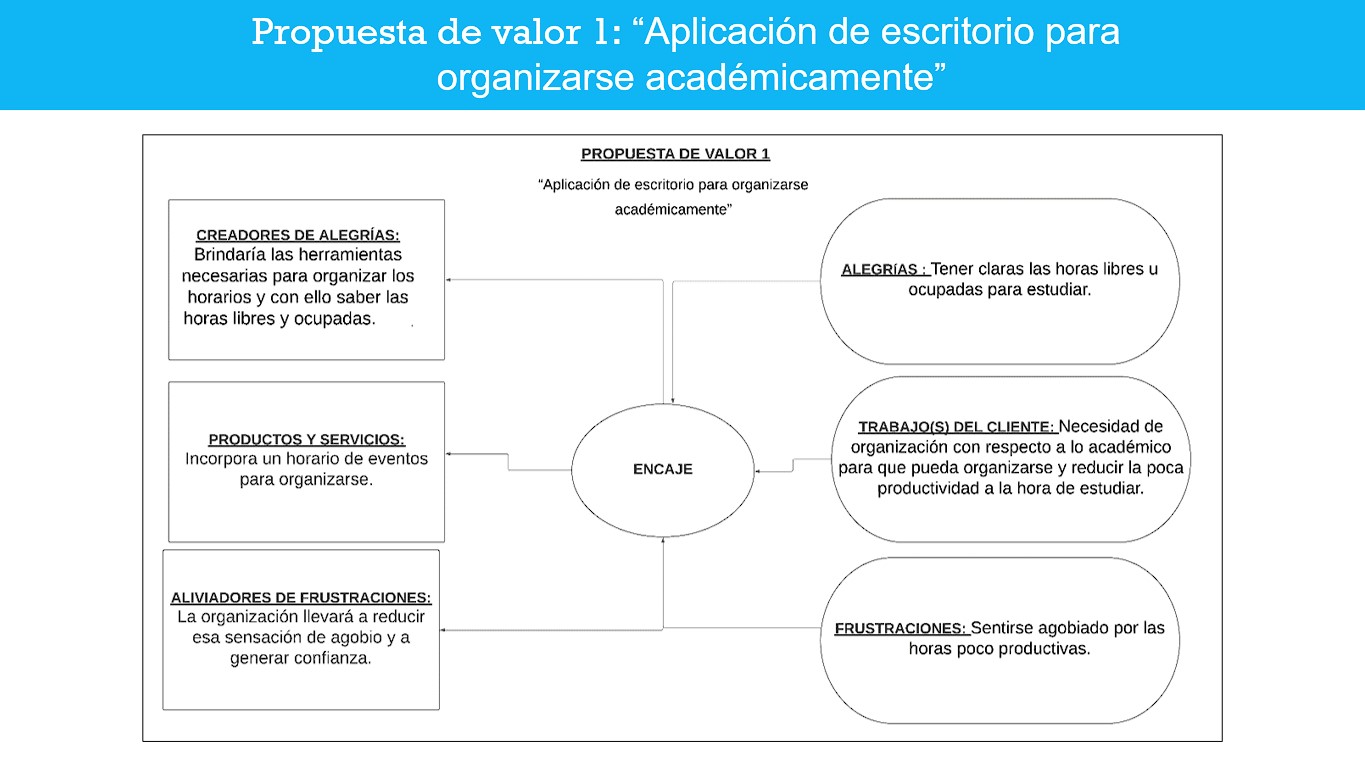 Propuesta de valor 1: “Aplicación de escritorio para
organizarse académicamente”
PROPUESTA DE VALOR 1
“Aplicación de escritorio para organizarse
académicamente”
CREADORES DE ALEGRÍAS:
Brindaría las herramientas
necesarias para organizar los
horarios y con ello saber las
horas libres y ocupadas.
PRODUCTOS Y SERVICIOS:
Incorpora un horario de eventos
para organizarse.
ALIVIADORES DE FRUSTRACIONES:
La organización llevará a reducir
esa sensación de agobio y a
generar confianza.
ENCAJE
ALEGRÍAS : Tener claras las horas libres u
ocupadas para estudiar.
TRABAJO(S) DEL CLIENTE: Necesidad de
organización con respecto a lo académico
para que pueda organizarse y reducir la poca
productividad a la hora de estudiar.
FRUSTRACIONES: Sentirse agobiado por las
horas poco productivas.